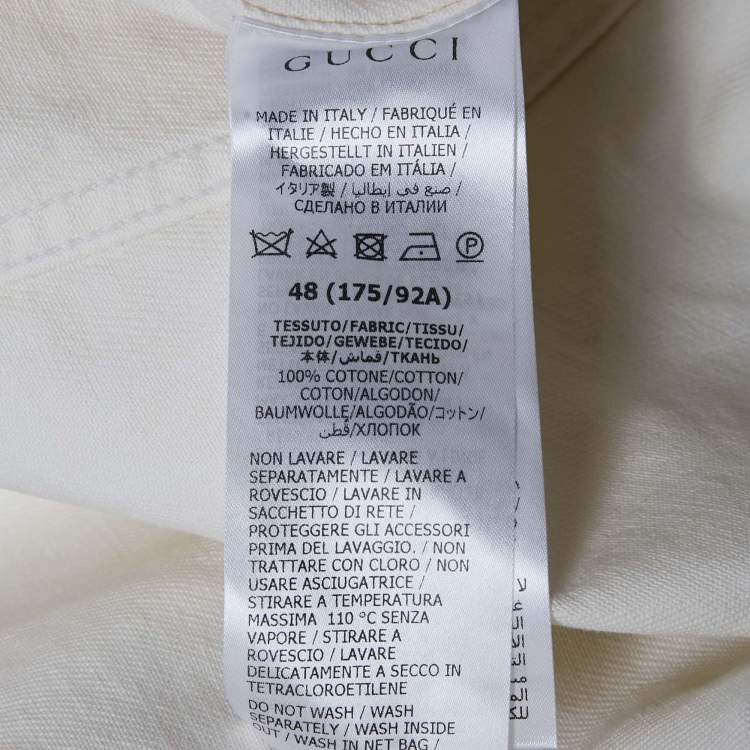 GUCCI
MADE IN ITALY / FABRIQUÉ EN
ITALIE / HECHO EN ITALIA /
HERGESTELLT IN ITALIEN /
FABRICADO EM ITÁLIA /
イタリア製 / صنع في إيطاليا /
СДЕЛАНО В ИТАЛИИ
P
48 (175/92A)
TESSUTO/FABRIC/TISSU/
TEJIDO/GEWEBE/TECIDO/
本体/قماش/ТКАНЬ
100% COTONE/COTTON/
COTON/ALGODON/
BAUMWOLLE/ALGODÃO/コットン/
قُطن/ХЛОПОК
NON LAVARE / LAVARE
SEPARATAMENTE / LAVARE A
ROVESCIO / LAVARE IN
SACCHETTO DI RETE /
PROTEGGERE GLI ACCESSORI
PRIMA DEL LAVAGGIO. / NON
TRATTARE CON CLORO / NON
USARE ASCIUGATRICE /
STIRARE A TEMPERATURA
MASSIMA 110 °C SENZA
VAPORE / STIRARE A
ROVESCIO / LAVARE
DELICATAMENTE A SECCO IN
TETRACLOROETILENE
DO NOT WASH / WASH
SEPARATELY / WASH INSIDE
OUT / WASH IN NET BAG /